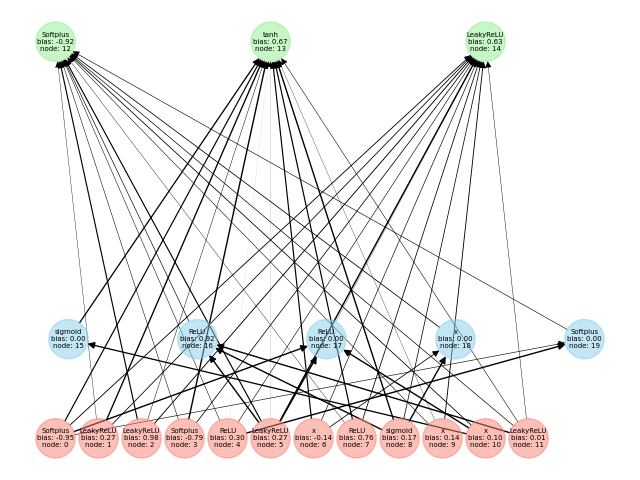 Softplus
bias: -0.92
node: 12
tanh
bias: 0.67
node: 13
LeakyReLU
bias: 0.63
node: 14
sigmoid
bias: 0.00
node: 15
ReLU
bias: 0.92
node: 16
ReLU
bias: 0.00
node: 17
x
bias: 0.00
node: 18
Softplus
bias: 0.00
node: 19
Softplus
bias: -0.95
node: 0
LeakyReLU
bias: 0.27
node: 1
LeakyReLU
bias: 0.98
node: 2
Softplus
bias: -0.79
node: 3
ReLU
bias: 0.30
node: 4
LeakyReLU
bias: 0.27
node: 5
x
bias: -0.14
node: 6
ReLU
bias: 0.76
node: 7
sigmoid
bias: 0.17
node: 8
x
bias: 0.14
node: 9
x
bias: 0.10
node: 10
LeakyReLU
bias: 0.01
node: 11